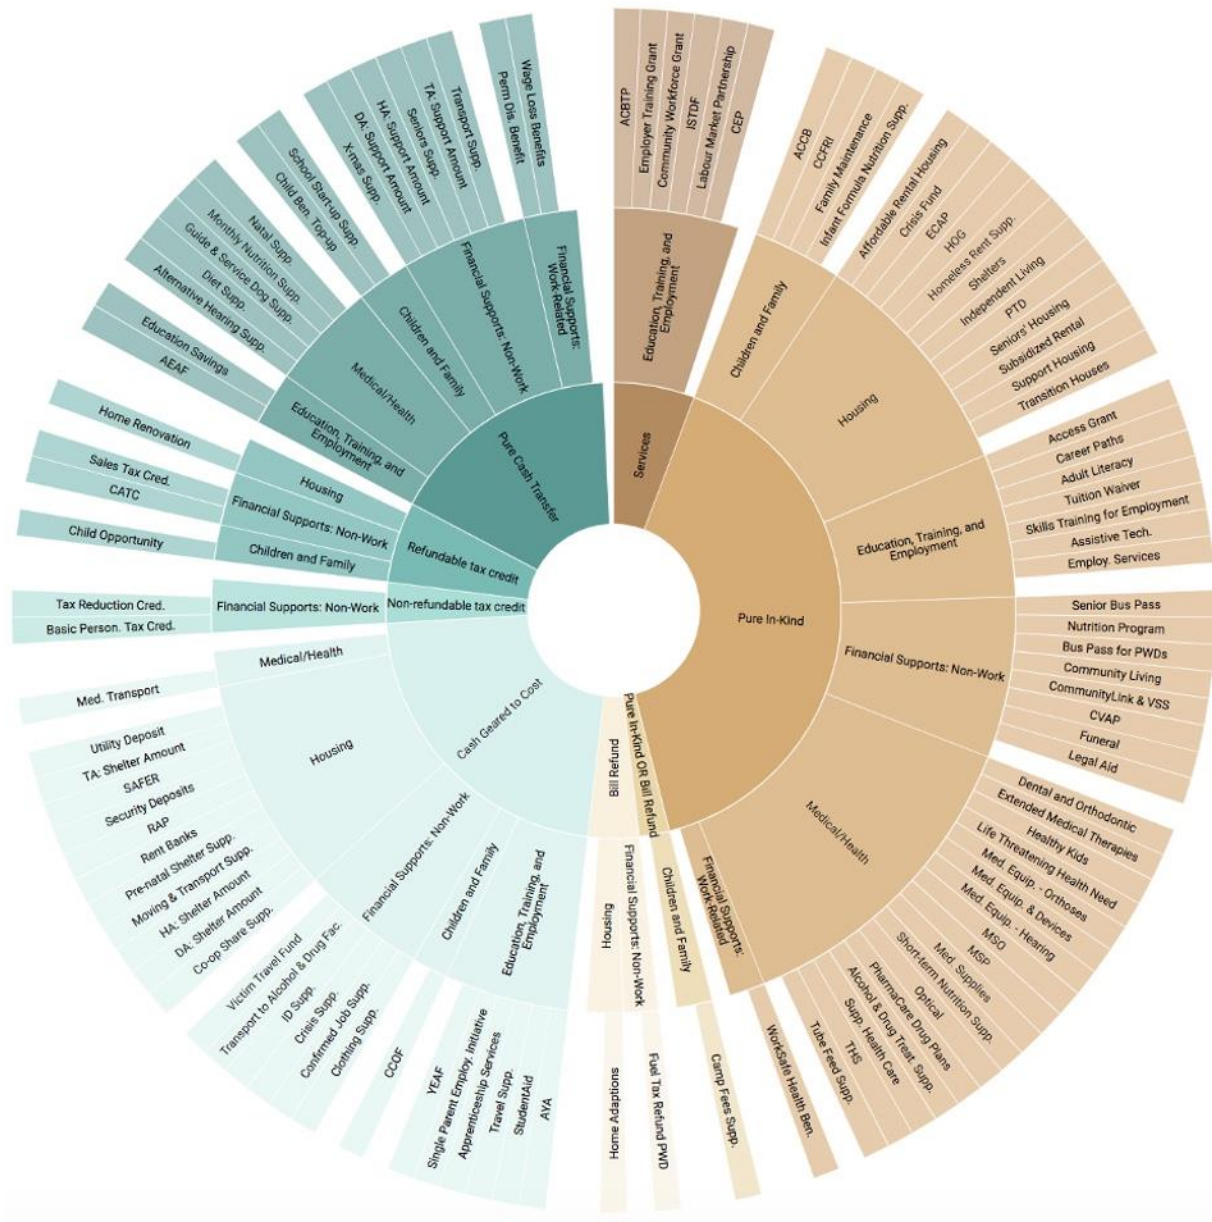 Services
Education, Training, and
Employment
ACBTP
Employer Training Grant
Community Workforce Grant
ISTDF
Labour Market Partnership
CEP
Pure In-Kind
Children and Family
ACCB
CCFRI
Family Maintenance
Infant Formula Nutrition Supp.
Housing
Affordable Rental Housing
Crisis Fund
ECAP
HOG
Homeless Rent Supp.
Shelters
Independent Living
PTD
Seniors' Housing
Subsidized Rental
Support Housing
Transition Houses
Education, Training, and
Employment
Access Grant
Career Paths
Adult Literacy
Tuition Waiver
Skills Training for Employment
Assistive Tech.
Employ. Services
Financial Supports: Non-Work
Senior Bus Pass
Nutrition Program
Bus Pass for PWDs
Community Living
CommunityLink & VSS
CVAP
Funeral
Legal Aid
Medical/Health
Dental and Orthodontic
Extended Medical Therapies
Healthy Kids
Life Threatening Health Need
Med. Equip. - Orthoses
Med. Equip. & Devices
Med. Equip. - Hearing
MSO
MSP
Med. Supplies
Short-term Nutrition Supp.
Optical
PharmaCare Drug Plans
Alcohol & Drug Treat. Supp.
Supp. Health Care
THS
Tube Feed Supp.
Financial Supports:
Work-Related
WorkSafe Health Ben.
Pure In-Kind OR Bill Refund
Children and Family
Camp Fees Supp.
Bill Refund
Financial Supports: Non-Work
Fuel Tax Refund PWD
Housing
Home Adaptions
Cash Geared to Cost
Education, Training, and
Employment
AYA
StudentAid
Travel Supp.
Apprenticeship Services
Single Parent Employ. Initiative
YEAF
Children and Family
CCOF
Financial Supports: Non-Work
Clothing Supp.
Confirmed Job Supp.
Crisis Supp.
ID Supp.
Transport to Alcohol & Drug Fac.
Victim Travel Fund
Housing
Co-op Share Supp.
DA: Shelter Amount
HA: Shelter Amount
Moving & Transport Supp.
Pre-natal Shelter Supp.
Rent Banks
RAP
Security Deposits
SAFER
TA: Shelter Amount
Utility Deposit
Medical/Health
Med. Transport
Non-refundable tax credit
Financial Supports: Non-Work
Basic Person. Tax Cred.
Tax Reduction Cred.
Refundable tax credit
Children and Family
Child Opportunity
Financial Supports: Non-Work
CATC
Sales Tax Cred.
Housing
Home Renovation
Pure Cash Transfer
Education, Training, and
Employment
AEAF
Education Savings
Medical/Health
Alternative Hearing Supp.
Diet Supp.
Guide & Service Dog Supp.
Monthly Nutrition Supp.
Natal Supp.
Children and Family
Child Ben. Top-up
School Start-up Supp.
Financial Supports: Non-Work
X-mas Supp.
DA: Support Amount
HA: Support Amount
Seniors Supp.
TA: Support Amount
Transport Supp.
Financial Supports:
Work-Related
Perm Dis. Benefit
Wage Loss Benefits